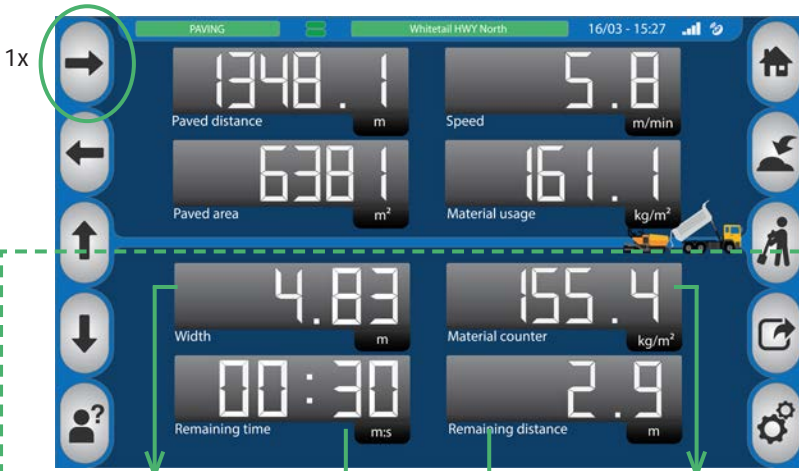 1x
PAVING
Whitetail HWY North
16/03 - 15:27
1348.1
Paved distance
m
5.8
Speed
m/min
6381
Paved area
m²
161.1
Material usage
kg/m²
4.83
Width
m
155.4
Material counter
kg/m²
00:30
Remaining time
m:s
2.9
Remaining distance
m
?